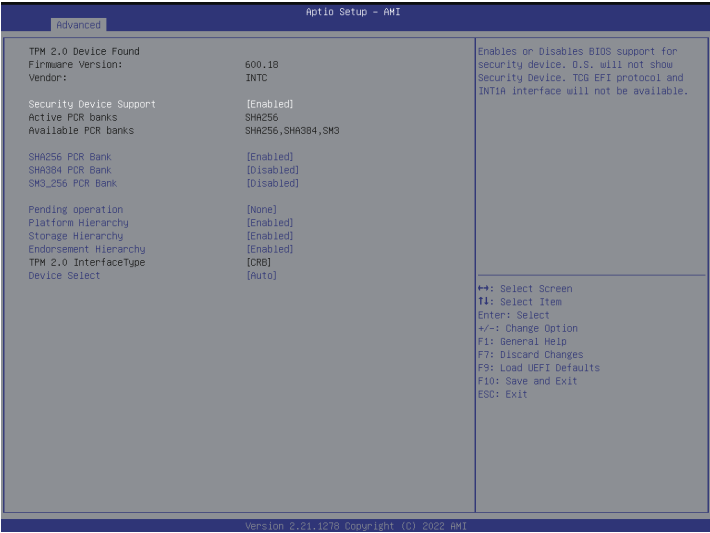 Aptio Setup - AMI
Advanced
TPM 2.0 Device Found
Firmware Version: 600.18
Vendor: INTC
Security Device Support [Enabled]
Active PCR banks SHA256
Available PCR banks SHA256,SHA384,SM3
SHA256 PCR Bank [Enabled]
SHA384 PCR Bank [Disabled]
SM3_256 PCR Bank [Disabled]
Pending operation [None]
Platform Hierarchy [Enabled]
Storage Hierarchy [Enabled]
Endorsement Hierarchy [Enabled]
TPM 2.0 InterfaceType [CRB]
Device Select [Auto]
Enables or Disables BIOS support for
security device. O.S. will not show
Security Device. TCG EFI protocol and
INT1A interface will not be available.
↔: Select Screen
↑↓: Select Item
Enter: Select
+/-: Change Option
F1: General Help
F7: Discard Changes
F9: Load UEFI Defaults
F10: Save and Exit
ESC: Exit
Version 2.21.1278 Copyright (C) 2022 AMI